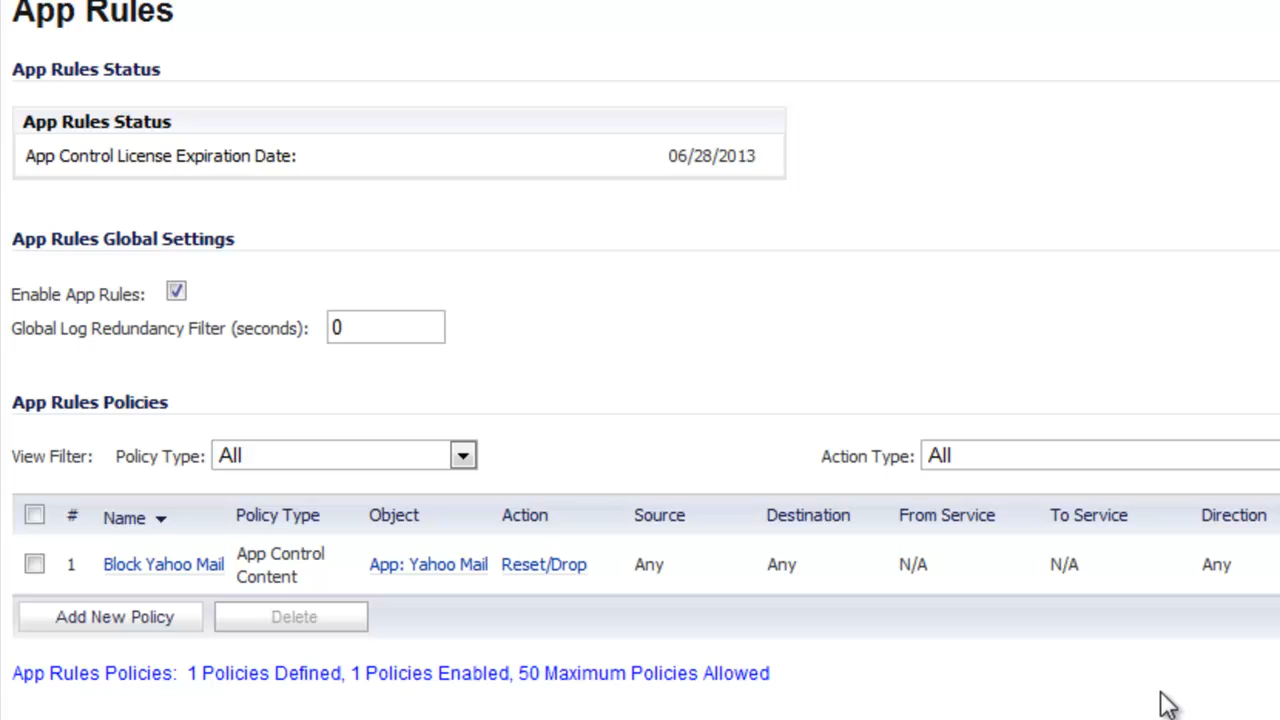 App Rules
App Rules Status
App Rules Status
App Control License Expiration Date: 06/28/2013
App Rules Global Settings
Enable App Rules:
Global Log Redundancy Filter (seconds): 0
App Rules Policies
View Filter: Policy Type: All Action Type: All
# Name Policy Type Object Action Source Destination From Service To Service Direction
1 Block Yahoo Mail App Control Content App: Yahoo Mail Reset/Drop Any Any N/A N/A Any
Add New Policy Delete
App Rules Policies: 1 Policies Defined, 1 Policies Enabled, 50 Maximum Policies Allowed